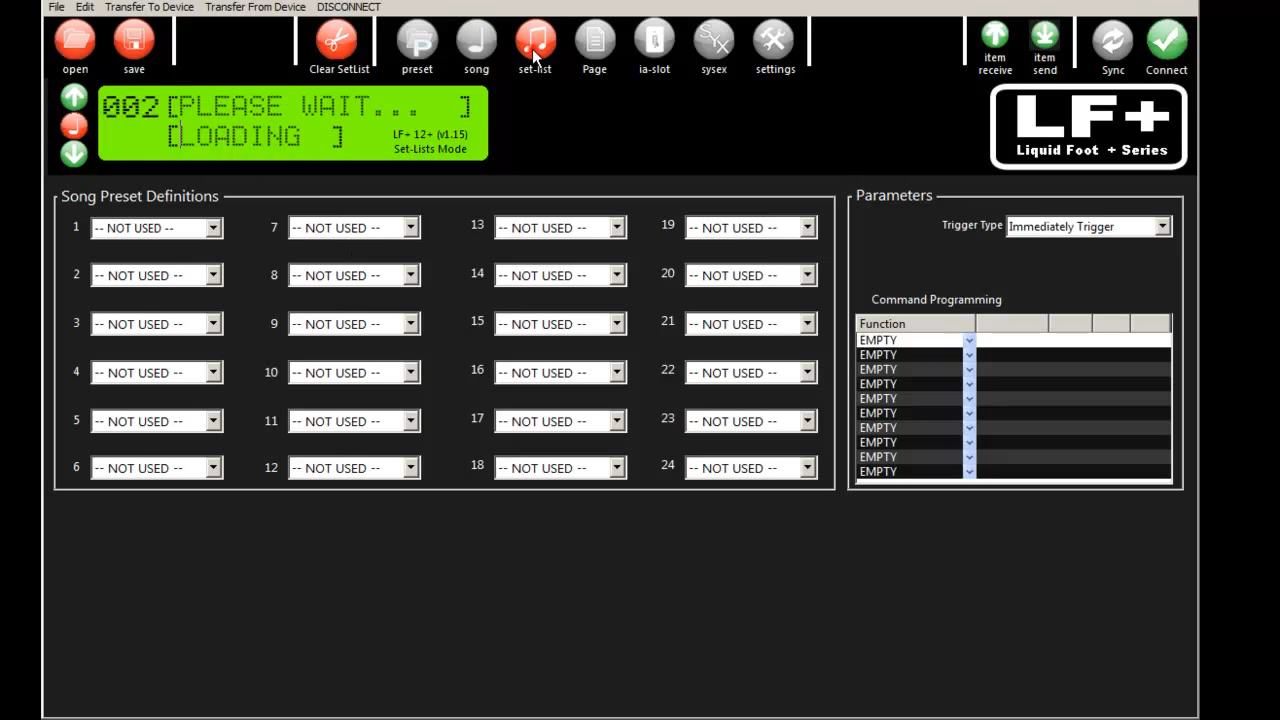 File Edit Transfer To Device Transfer From Device DISCONNECT
open save Clear SetList preset song set-list Page ia-slot sysex settings item receive item send Sync Connect
002 [PLEASE WAIT... ]
[LOADING ]
LF+ 12+ (v1.15)
Set-Lists Mode
LF+
Liquid Foot + Series
Song Preset Definitions
1 -- NOT USED -- 7 -- NOT USED -- 13 -- NOT USED -- 19 -- NOT USED --
2 -- NOT USED -- 8 -- NOT USED -- 14 -- NOT USED -- 20 -- NOT USED --
3 -- NOT USED -- 9 -- NOT USED -- 15 -- NOT USED -- 21 -- NOT USED --
4 -- NOT USED -- 10 -- NOT USED -- 16 -- NOT USED -- 22 -- NOT USED --
5 -- NOT USED -- 11 -- NOT USED -- 17 -- NOT USED -- 23 -- NOT USED --
6 -- NOT USED -- 12 -- NOT USED -- 18 -- NOT USED -- 24 -- NOT USED --
Parameters
Trigger Type Immediately Trigger
Command Programming
Function
EMPTY
EMPTY
EMPTY
EMPTY
EMPTY
EMPTY
EMPTY
EMPTY
EMPTY
EMPTY